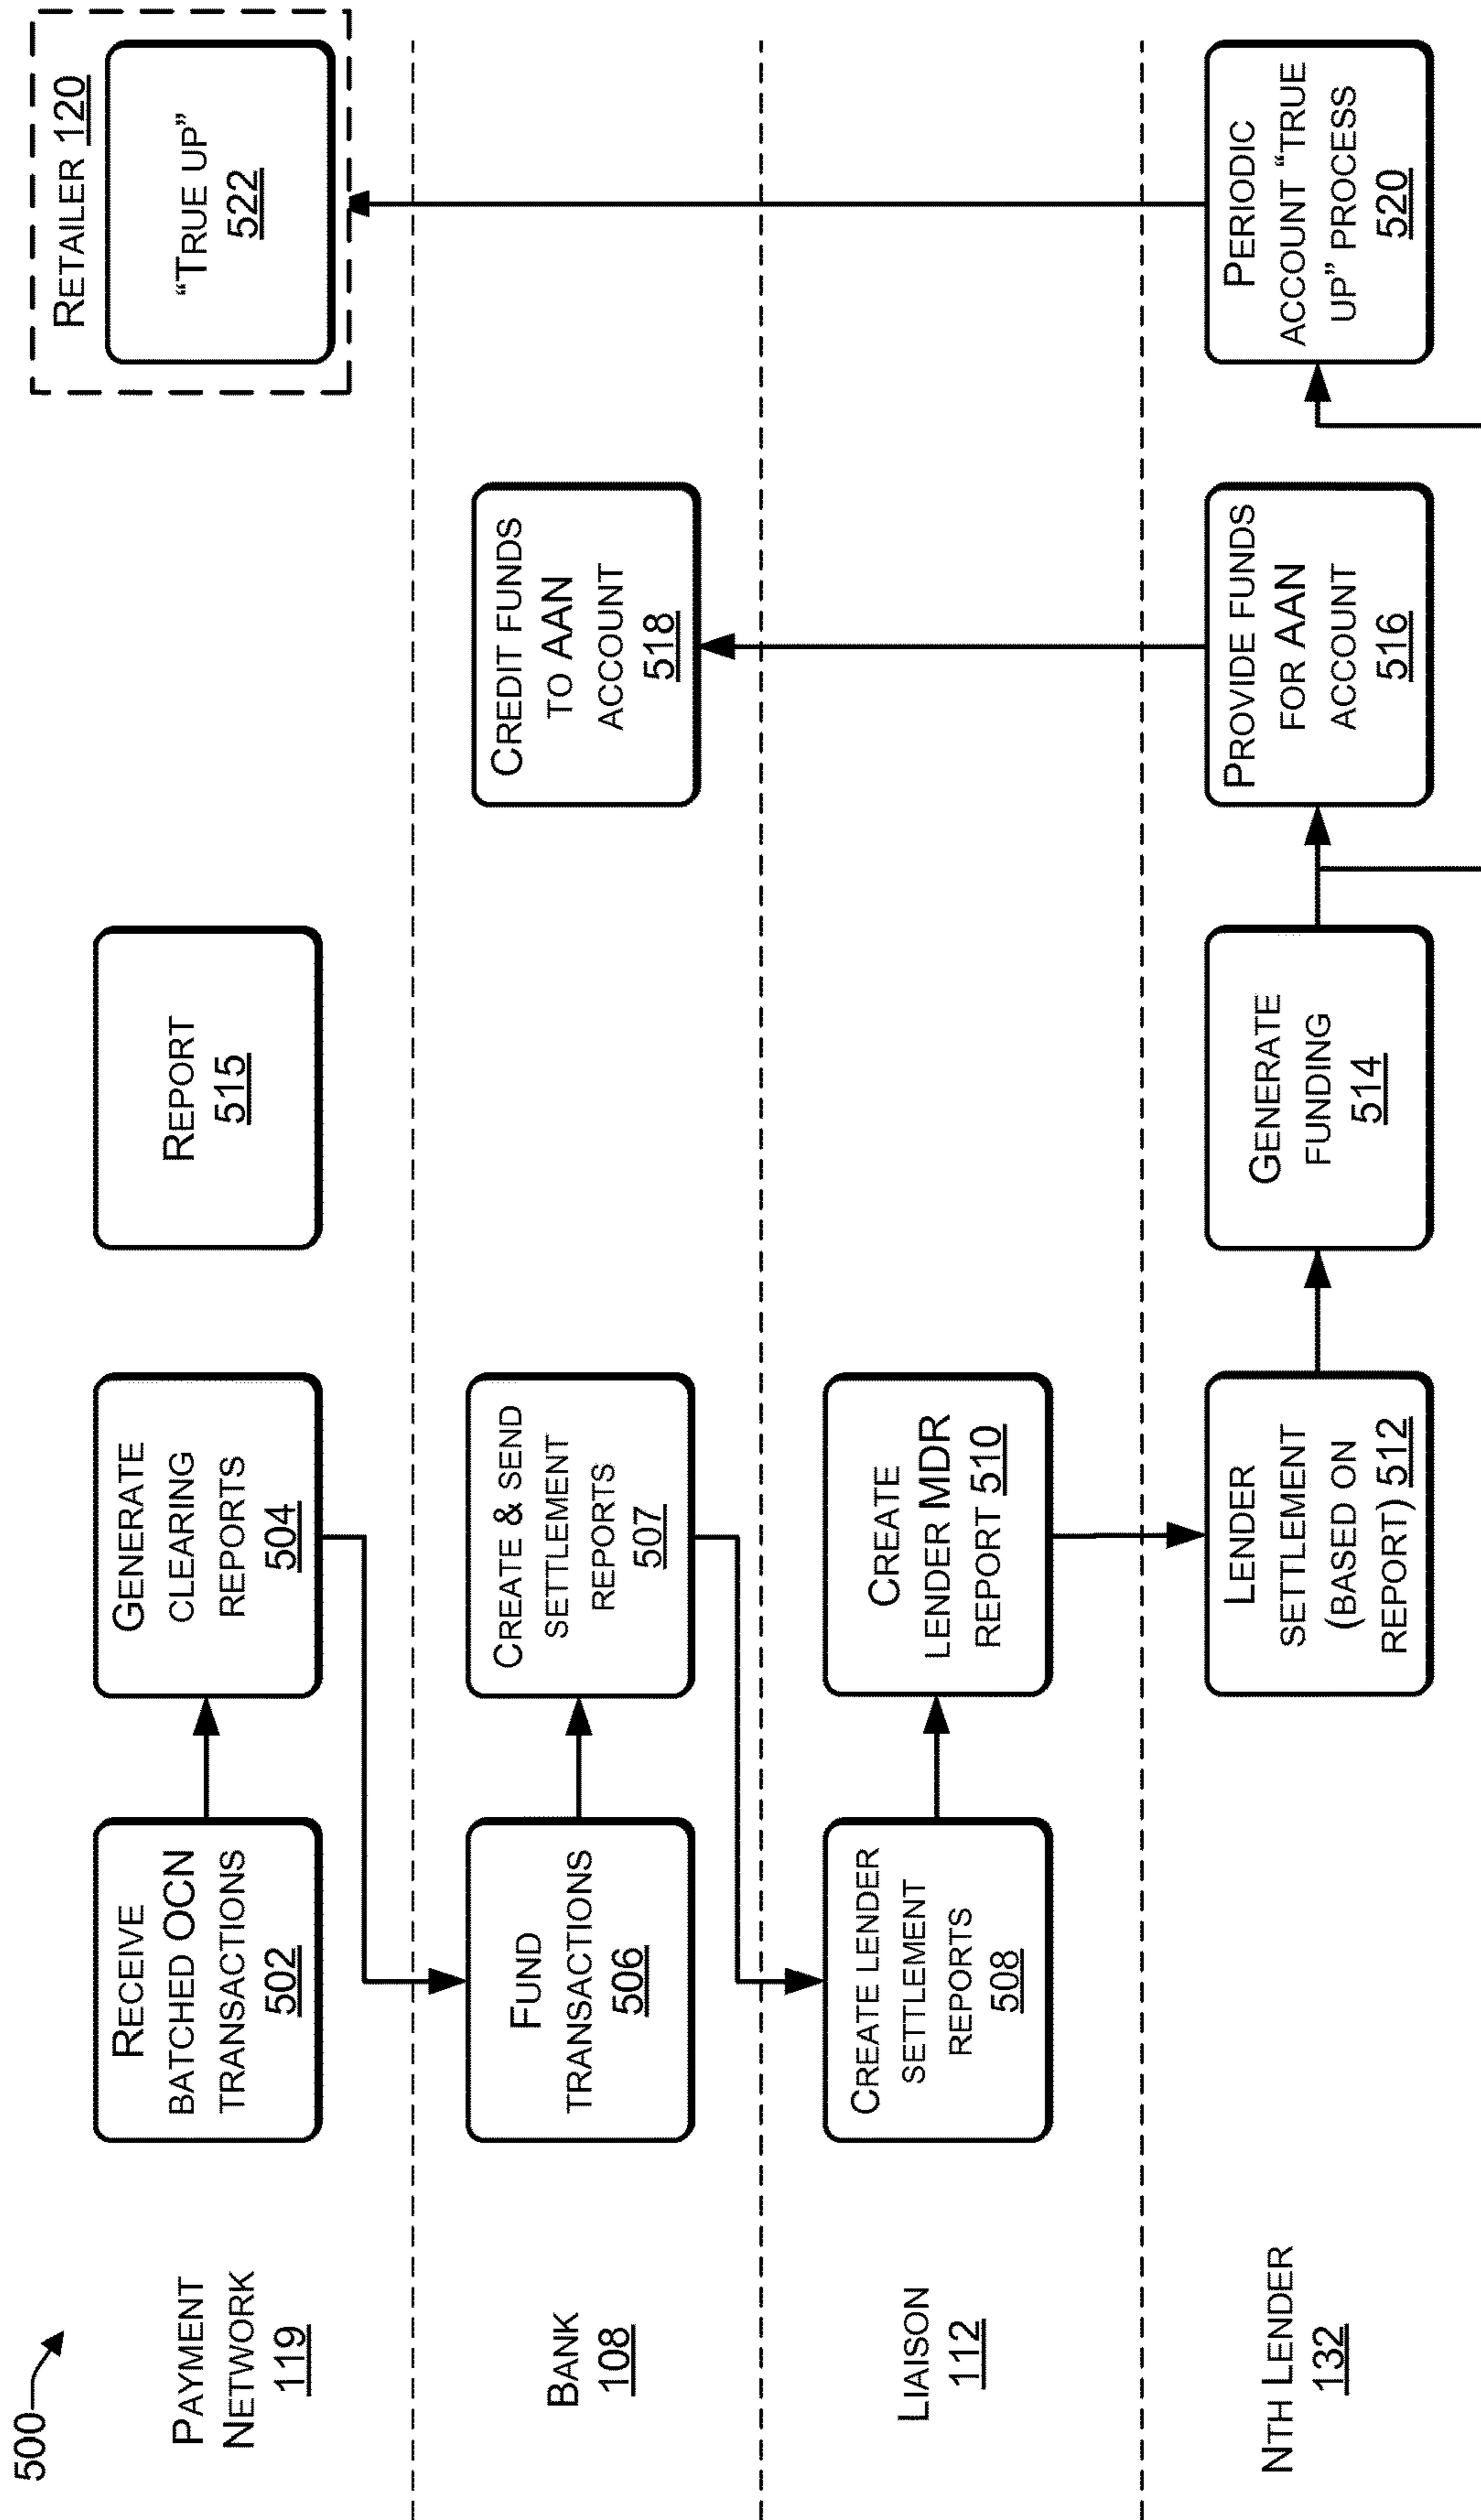 500
PAYMENT
NETWORK
119
RECEIVE
BATCHED OCN
TRANSACTIONS
502
GENERATE
CLEARING
REPORTS
504
REPORT
515
RETAILER 120
“TRUE UP”
522
BANK
108
FUND
TRANSACTIONS
506
CREATE & SEND
SETTLEMENT
REPORTS
507
CREDIT FUNDS
TO AAN
ACCOUNT
518
LIAISON
112
CREATE LENDER
SETTLEMENT
REPORTS
508
CREATE
LENDER MDR
REPORT 510
NTH LENDER
132
LENDER
SETTLEMENT
(BASED ON
REPORT) 512
GENERATE
FUNDING
514
PROVIDE FUNDS
FOR AAN
ACCOUNT
516
PERIODIC
ACCOUNT “TRUE
UP” PROCESS
520